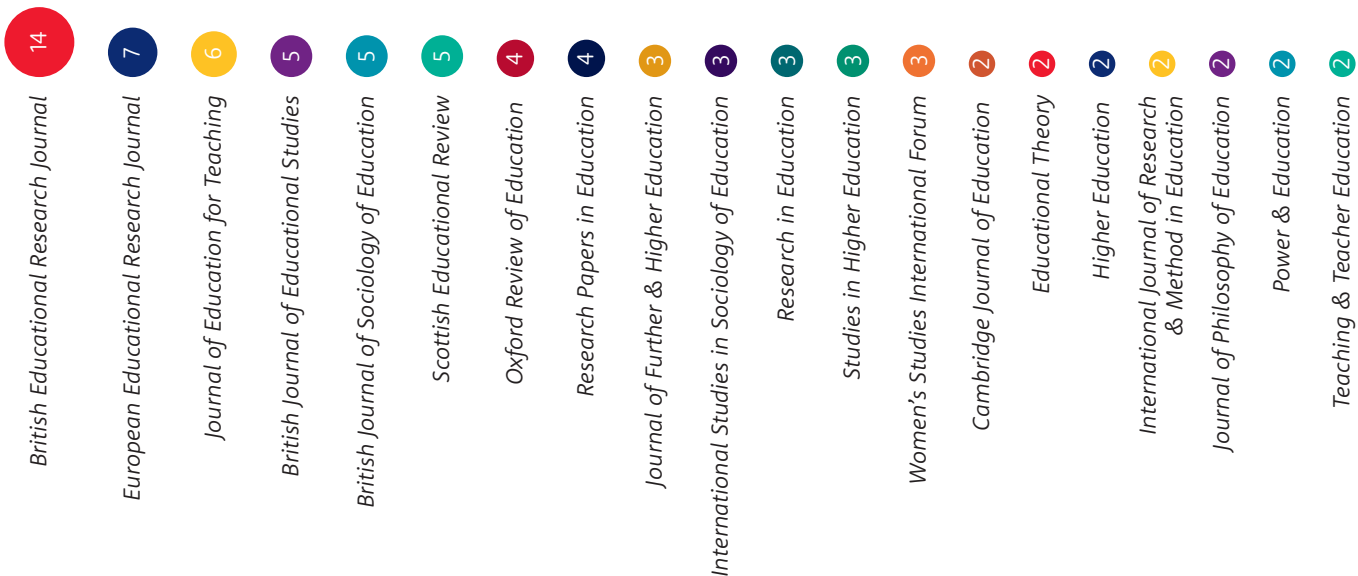 14
British Educational Research Journal
7
European Educational Research Journal
6
Journal of Education for Teaching
5
British Journal of Educational Studies
5
British Journal of Sociology of Education
5
Scottish Educational Review
4
Oxford Review of Education
4
Research Papers in Education
3
Journal of Further & Higher Education
3
International Studies in Sociology of Education
3
Research in Education
3
Studies in Higher Education
3
Women's Studies International Forum
2
Cambridge Journal of Education
2
Educational Theory
2
Higher Education
2
International Journal of Research
& Method in Education
2
Journal of Philosophy of Education
2
Power & Education
2
Teaching & Teacher Education